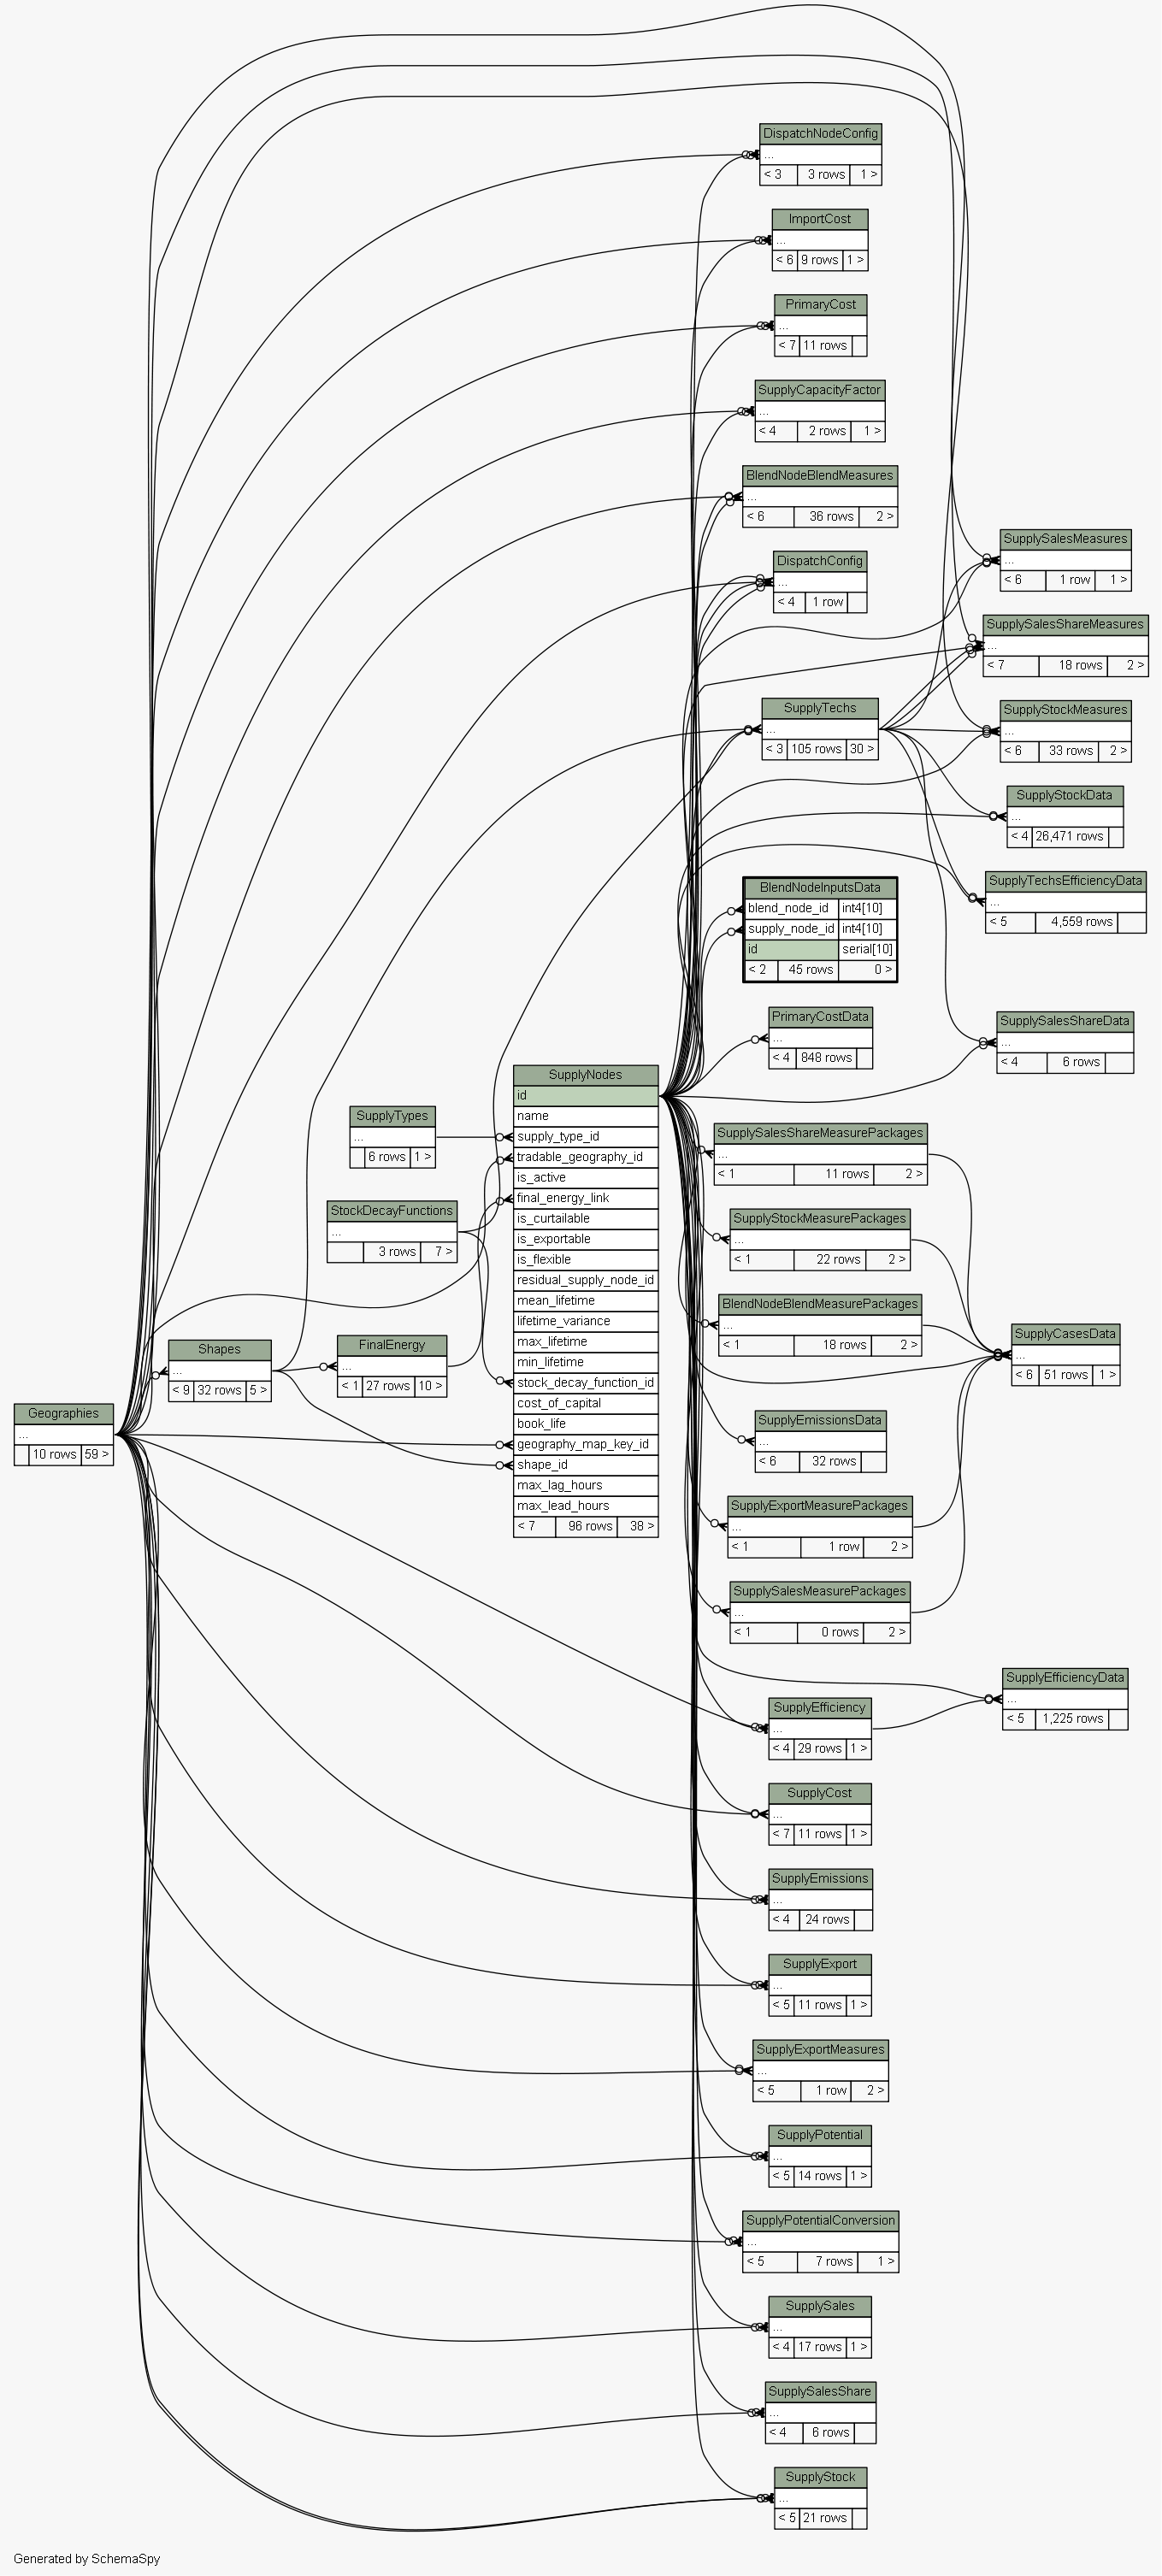 DispatchNodeConfig
...
< 3 3 rows 1 >
ImportCost
...
< 6 9 rows 1 >
PrimaryCost
...
< 7 11 rows
SupplyCapacityFactor
...
< 4 2 rows 1 >
BlendNodeBlendMeasures
...
< 6 36 rows 2 >
DispatchConfig
...
< 4 1 row
SupplySalesMeasures
...
< 6 1 row 1 >
SupplySalesShareMeasures
...
< 7 18 rows 2 >
SupplyTechs
...
< 3 105 rows 30 >
SupplyStockMeasures
...
< 6 33 rows 2 >
SupplyStockData
...
< 4 26,471 rows
SupplyTechsEfficiencyData
...
< 5 4,559 rows
BlendNodeInputsData
blend_node_id int4[10]
supply_node_id int4[10]
id serial[10]
< 2 45 rows 0 >
PrimaryCostData
...
< 4 848 rows
SupplySalesShareData
...
< 4 6 rows
SupplyNodes
id
name
supply_type_id
tradable_geography_id
is_active
final_energy_link
is_curtailable
is_exportable
is_flexible
residual_supply_node_id
mean_lifetime
lifetime_variance
max_lifetime
min_lifetime
stock_decay_function_id
cost_of_capital
book_life
geography_map_key_id
shape_id
max_lag_hours
max_lead_hours
< 7 96 rows 38 >
SupplyTypes
...
6 rows 1 >
StockDecayFunctions
...
3 rows 7 >
Shapes
...
< 9 32 rows 5 >
FinalEnergy
...
< 1 27 rows 10 >
Geographies
...
10 rows 59 >
SupplySalesShareMeasurePackages
...
< 1 11 rows 2 >
SupplyStockMeasurePackages
...
< 1 22 rows 2 >
BlendNodeBlendMeasurePackages
...
< 1 18 rows 2 >
SupplyCasesData
...
< 6 51 rows 1 >
SupplyEmissionsData
...
< 6 32 rows
SupplyExportMeasurePackages
...
< 1 1 row 2 >
SupplySalesMeasurePackages
...
< 1 0 rows 2 >
SupplyEfficiencyData
...
< 5 1,225 rows
SupplyEfficiency
...
< 4 29 rows 1 >
SupplyCost
...
< 7 11 rows 1 >
SupplyEmissions
...
< 4 24 rows
SupplyExport
...
< 5 11 rows 1 >
SupplyExportMeasures
...
< 5 1 row 2 >
SupplyPotential
...
< 5 14 rows 1 >
SupplyPotentialConversion
...
< 5 7 rows 1 >
SupplySales
...
< 4 17 rows 1 >
SupplySalesShare
...
< 4 6 rows
SupplyStock
...
< 5 21 rows
Generated by SchemaSpy